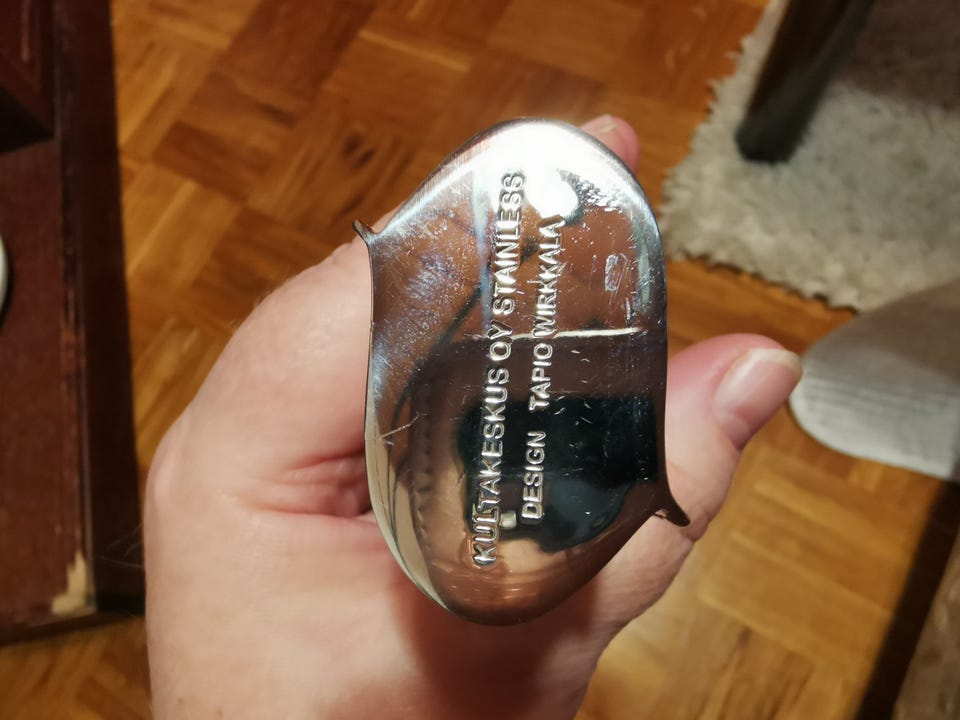 KULTAKESKUS OY STAINLESS
DESIGN TAPIO WIRKKALA